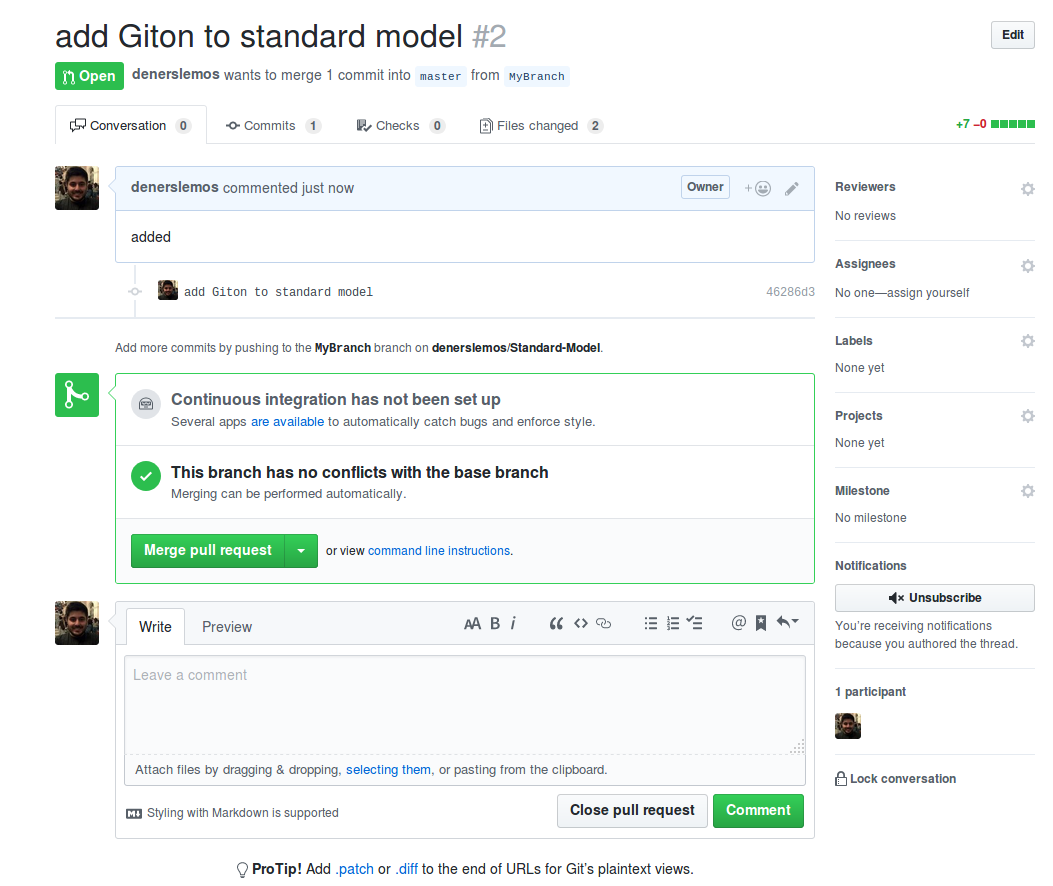 add Giton to standard model #2
Edit
Open denerslemos wants to merge 1 commit into master from MyBranch
Conversation 0 Commits 1 Checks 0 Files changed 2
+7 −0
denerslemos commented just now
Owner
added
add Giton to standard model 46286d3
Add more commits by pushing to the MyBranch branch on denerslemos/Standard-Model.
Continuous integration has not been set up
Several apps are available to automatically catch bugs and enforce style.
This branch has no conflicts with the base branch
Merging can be performed automatically.
Merge pull request or view command line instructions.
Write Preview
AA B i
Leave a comment
Attach files by dragging & dropping, selecting them, or pasting from the clipboard.
Styling with Markdown is supported
Close pull request Comment
ProTip! Add .patch or .diff to the end of URLs for Git's plaintext views.
Reviewers
No reviews
Assignees
No one—assign yourself
Labels
None yet
Projects
None yet
Milestone
No milestone
Notifications
Unsubscribe
You're receiving notifications
because you authored the thread.
1 participant
Lock conversation